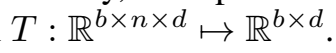 T : ℝ^{b×n×d} ↦ ℝ^{b×d}.